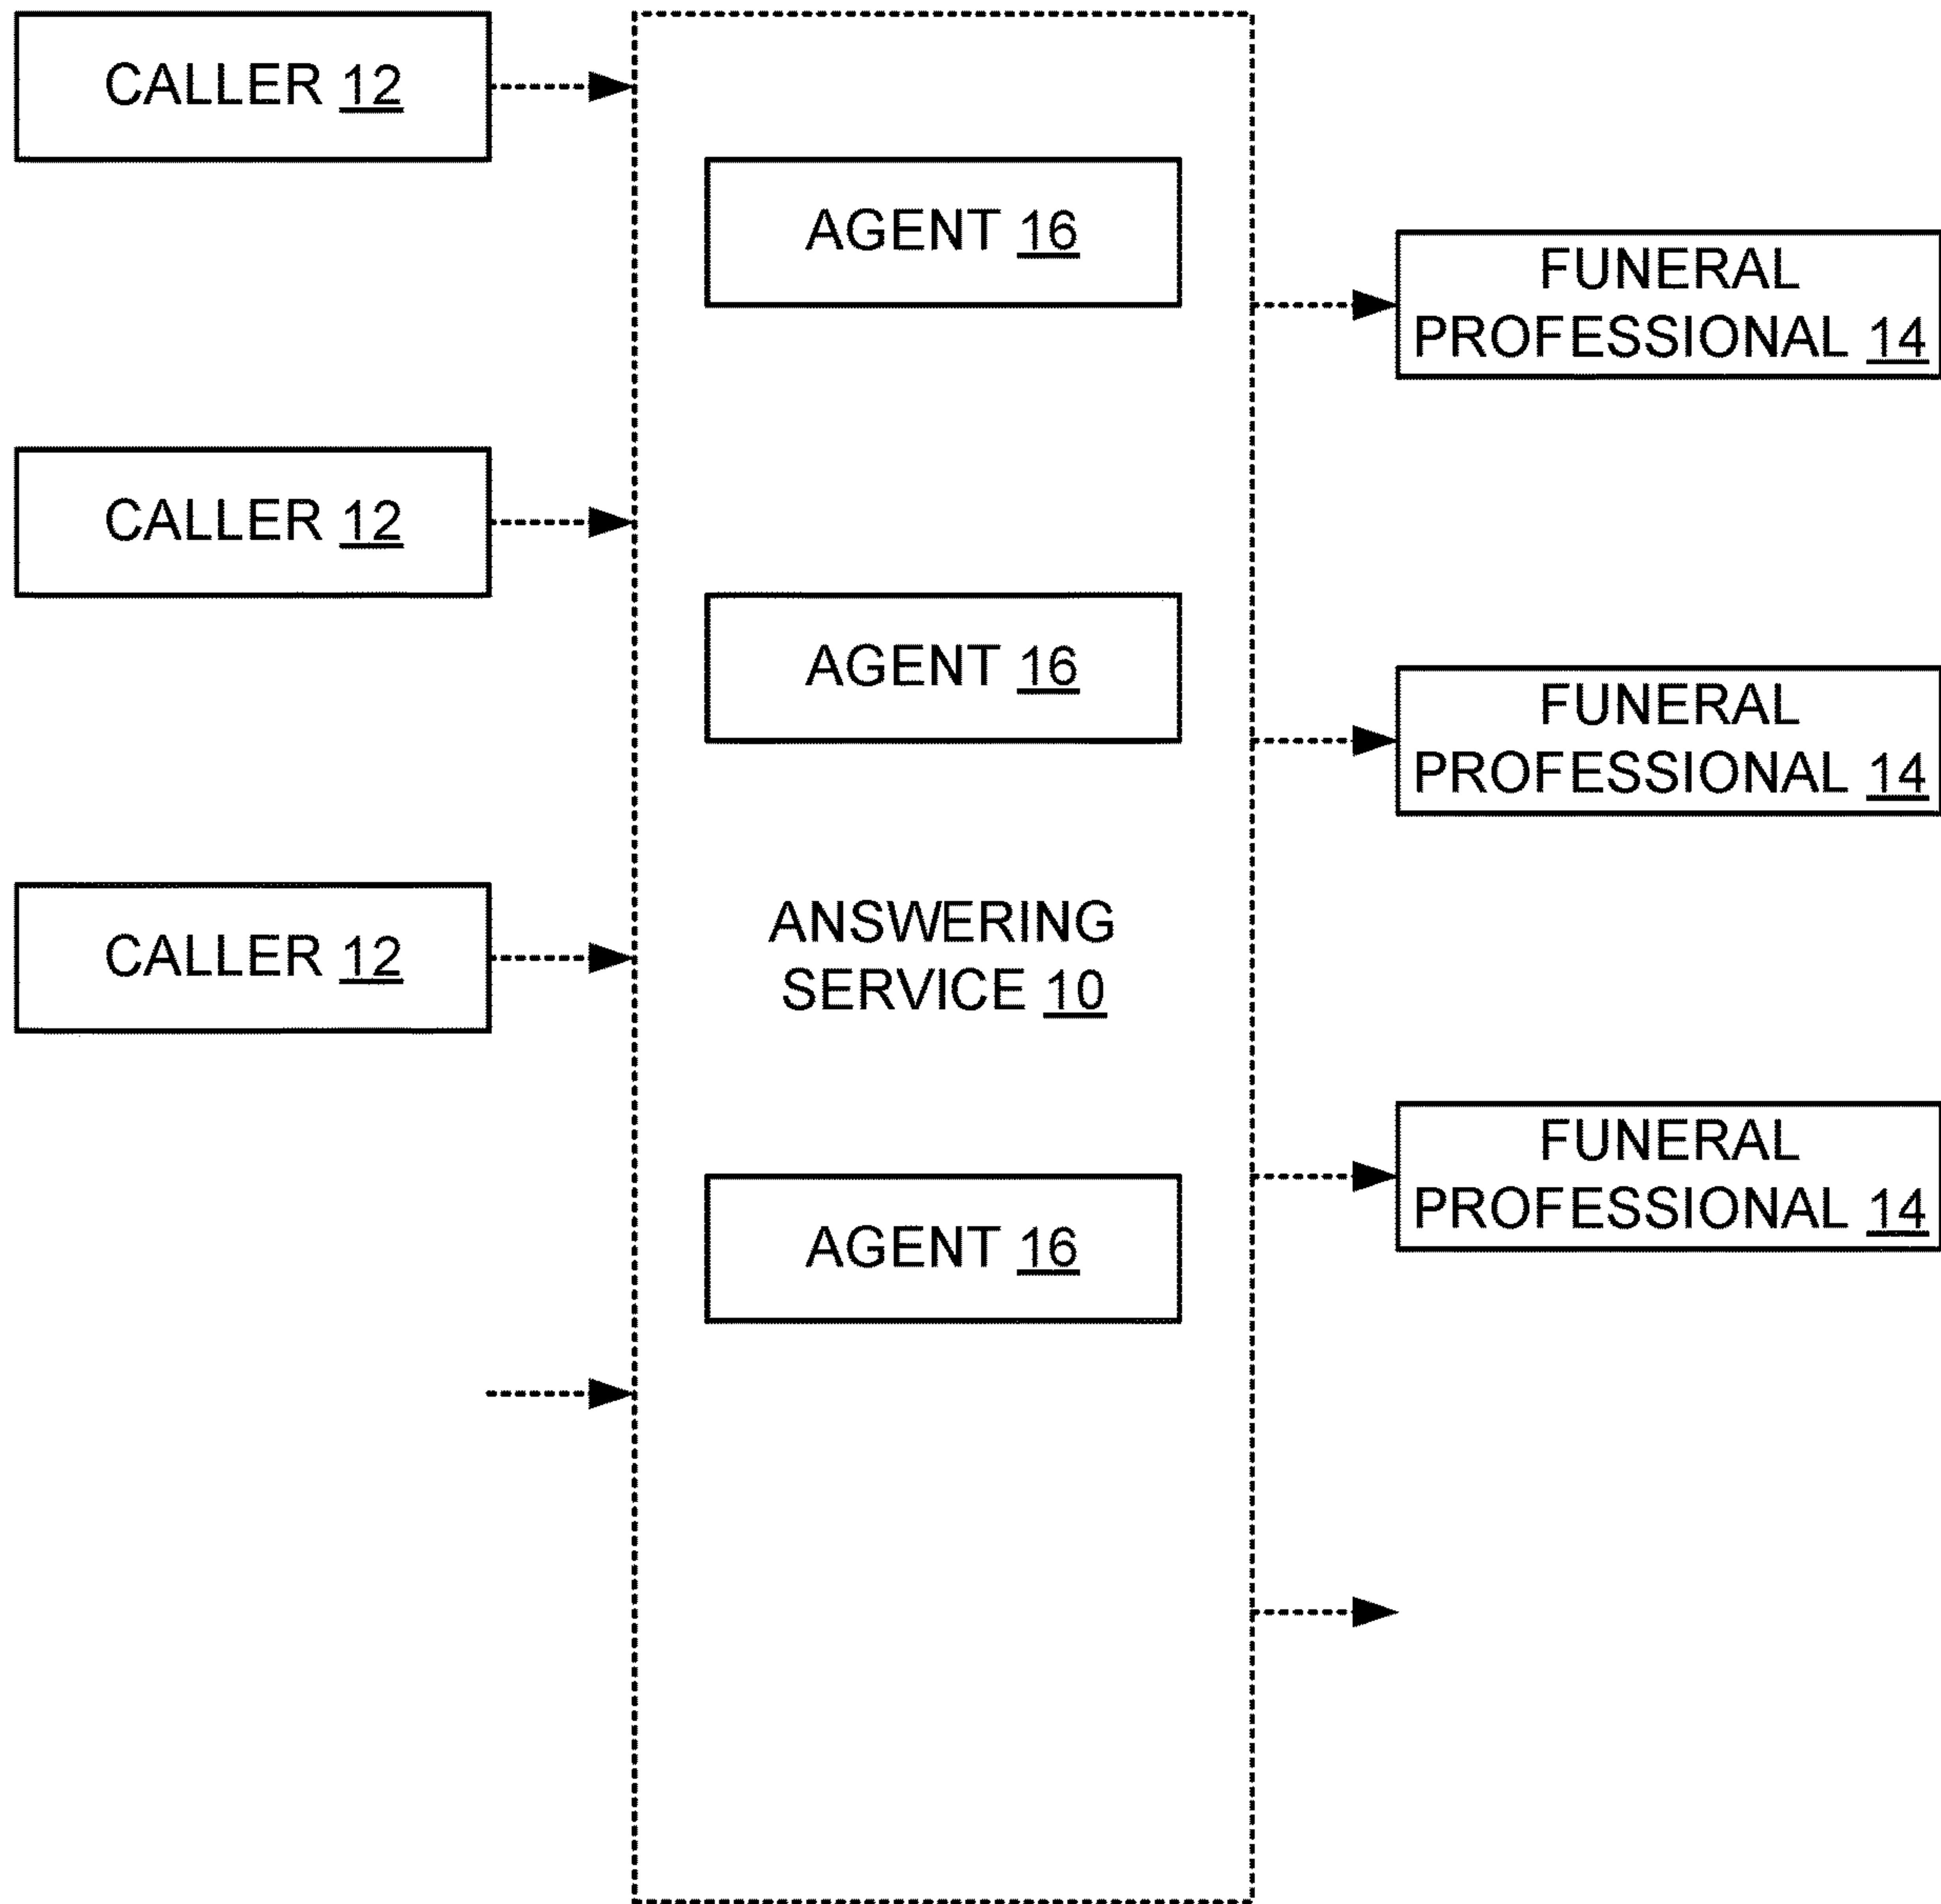 CALLER 12
AGENT 16
FUNERAL
PROFESSIONAL 14
CALLER 12
AGENT 16
FUNERAL
PROFESSIONAL 14
CALLER 12
ANSWERING
SERVICE 10
FUNERAL
PROFESSIONAL 14
AGENT 16